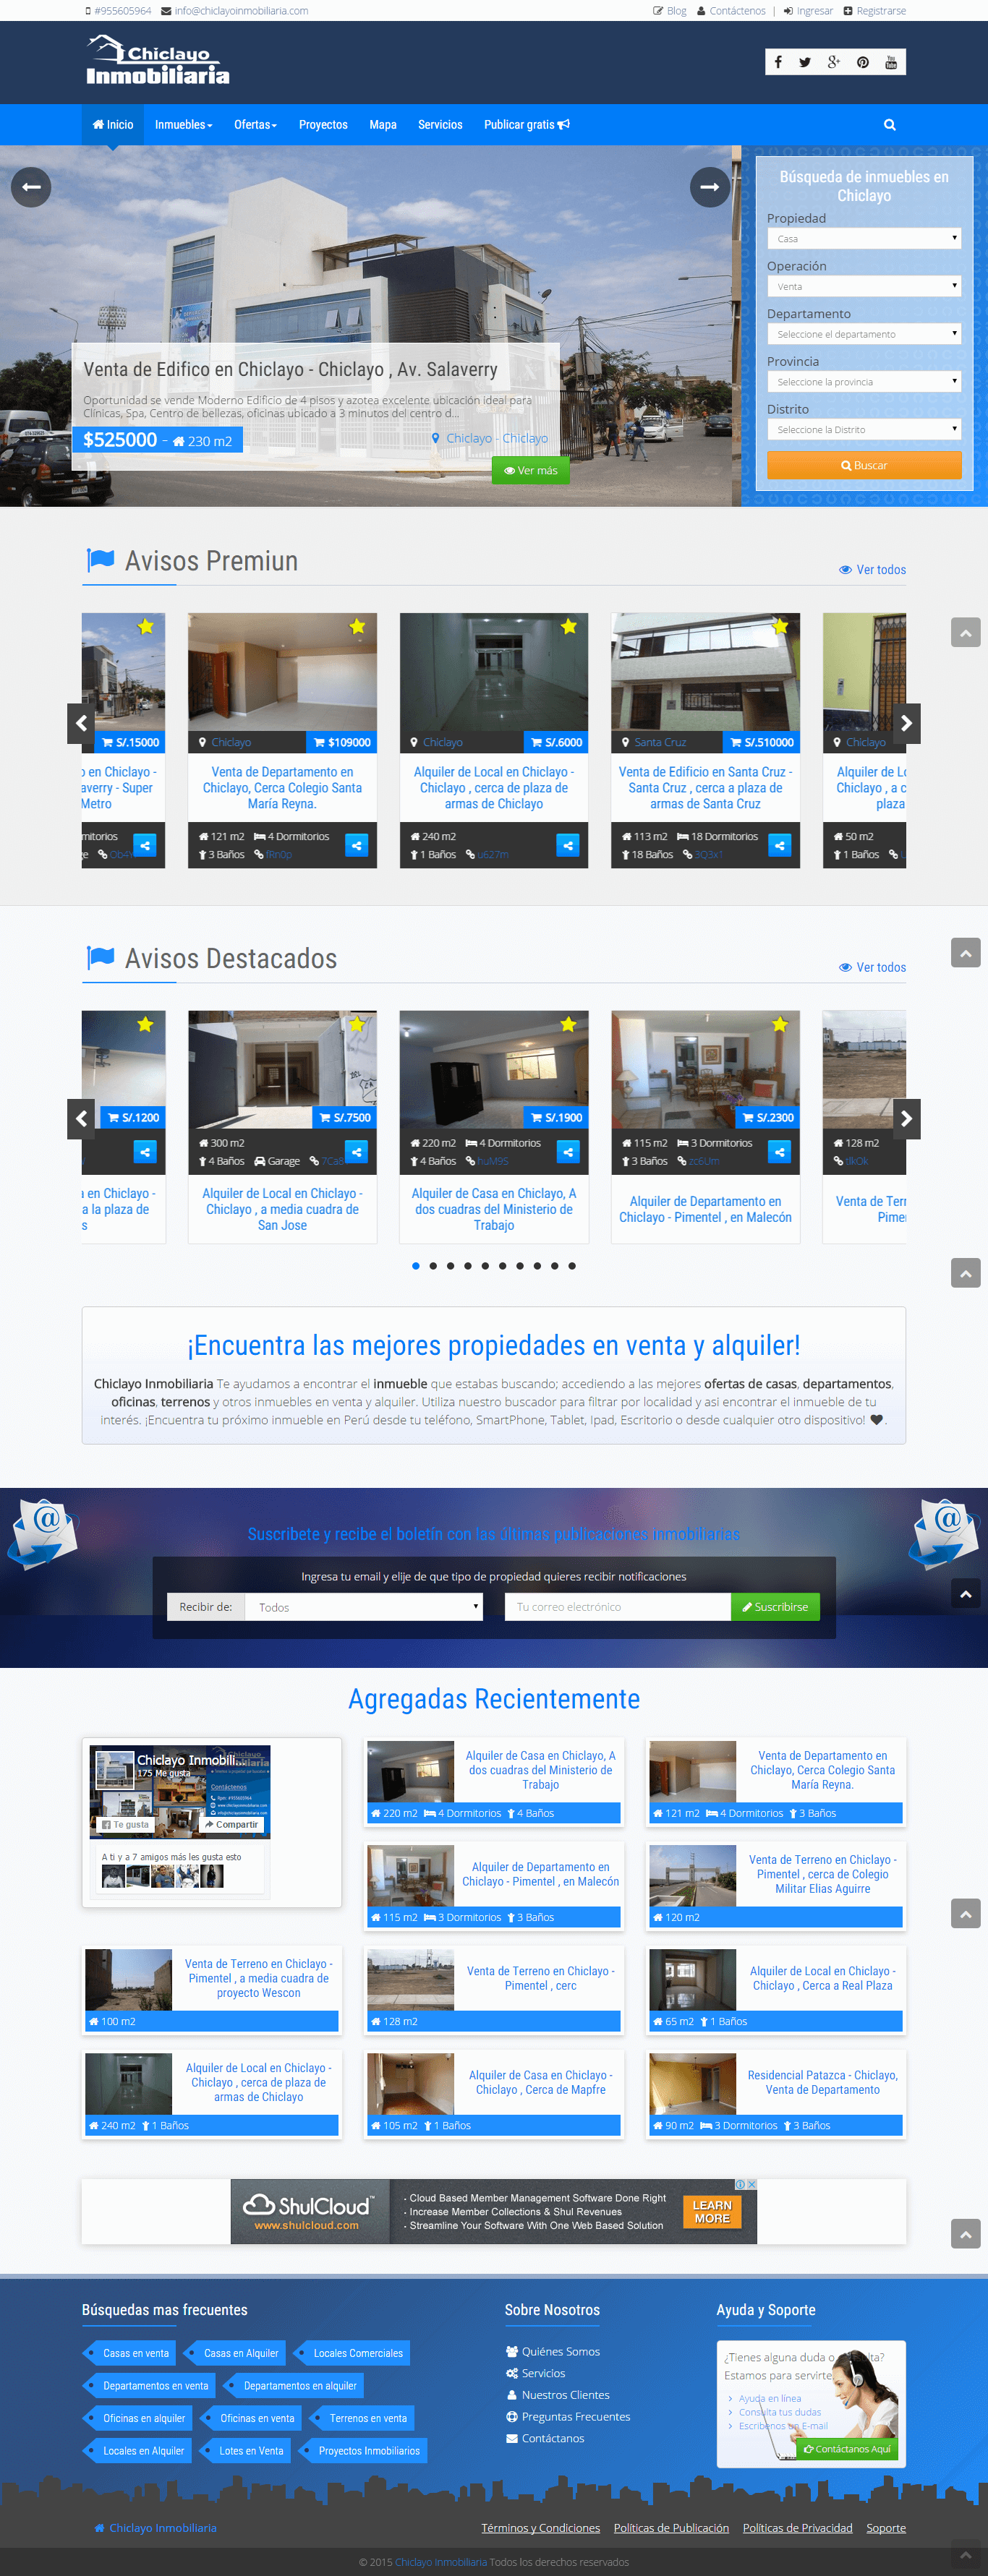 #955605964 info@chiclayoinmobiliaria.com
Blog Contáctenos | Ingresar Registrarse
Chiclayo
Inmobiliaria
Inicio Inmuebles Ofertas Proyectos Mapa Servicios Publicar gratis
Búsqueda de inmuebles en
Chiclayo
Propiedad
Casa
Operación
Venta
Departamento
Seleccione el departamento
Provincia
Seleccione la provincia
Distrito
Seleccione la Distrito
Buscar
Venta de Edifico en Chiclayo - Chiclayo , Av. Salaverry
Oportunidad se vende Moderno Edificio de 4 pisos y azotea excelente ubicación ideal para
Clínicas, Spa, Centro de bellezas, oficinas ubicado a 3 minutos del centro d...
$525000 - 230 m2
Chiclayo - Chiclayo
Ver más
Avisos Premiun
Ver todos
S/.15000
Chiclayo $109000
Chiclayo S/.6000
Santa Cruz S/.510000
Chiclayo
o en Chiclayo -
averry - Super
Metro
Venta de Departamento en
Chiclayo, Cerca Colegio Santa
María Reyna.
Alquiler de Local en Chiclayo -
Chiclayo , cerca de plaza de
armas de Chiclayo
Venta de Edificio en Santa Cruz -
Santa Cruz , cerca a plaza de
armas de Santa Cruz
Alquiler de Lo
Chiclayo , a c
plaza
rmitorios
121 m2 4 Dormitorios
3 Baños fRn0p
240 m2
1 Baños u627m
113 m2 18 Dormitorios
18 Baños 3Q3x1
50 m2
1 Baños
Avisos Destacados
Ver todos
S/.1200
S/.7500
S/.1900
S/.2300
300 m2
4 Baños Garage 7Ca8
220 m2 4 Dormitorios
4 Baños huM9S
115 m2 3 Dormitorios
3 Baños zc6Um
128 m2
tlkOk
a en Chiclayo -
a la plaza de
s
Alquiler de Local en Chiclayo -
Chiclayo , a media cuadra de
San Jose
Alquiler de Casa en Chiclayo, A
dos cuadras del Ministerio de
Trabajo
Alquiler de Departamento en
Chiclayo - Pimentel , en Malecón
Venta de Terr
Pime
¡Encuentra las mejores propiedades en venta y alquiler!
Chiclayo Inmobiliaria Te ayudamos a encontrar el inmueble que estabas buscando; accediendo a las mejores ofertas de casas, departamentos,
oficinas, terrenos y otros inmuebles en venta y alquiler. Utiliza nuestro buscador para filtrar por localidad y asi encontrar el inmueble de tu
interés. ¡Encuentra tu próximo inmueble en Perú desde tu teléfono, SmartPhone, Tablet, Ipad, Escritorio o desde cualquier otro dispositivo! ♥.
Suscribete y recibe el boletín con las últimas publicaciones inmobiliarias
Ingresa tu email y elije de que tipo de propiedad quieres recibir notificaciones
Recibir de: Todos
Tu correo electrónico Suscribirse
Agregadas Recientemente
Chiclayo Inmobili...
175 Me gusta
Te gusta Compartir
A ti y a 7 amigos más les gusta esto
Alquiler de Casa en Chiclayo, A
dos cuadras del Ministerio de
Trabajo
220 m2 4 Dormitorios 4 Baños
Venta de Departamento en
Chiclayo, Cerca Colegio Santa
María Reyna.
121 m2 4 Dormitorios 3 Baños
Alquiler de Departamento en
Chiclayo - Pimentel , en Malecón
115 m2 3 Dormitorios 3 Baños
Venta de Terreno en Chiclayo -
Pimentel , cerca de Colegio
Militar Elias Aguirre
120 m2
Venta de Terreno en Chiclayo -
Pimentel , a media cuadra de
proyecto Wescon
100 m2
Venta de Terreno en Chiclayo -
Pimentel , cerc
128 m2
Alquiler de Local en Chiclayo -
Chiclayo , Cerca a Real Plaza
65 m2 1 Baños
Alquiler de Local en Chiclayo -
Chiclayo , cerca de plaza de
armas de Chiclayo
240 m2 1 Baños
Alquiler de Casa en Chiclayo -
Chiclayo , Cerca de Mapfre
105 m2 1 Baños
Residencial Patazca - Chiclayo,
Venta de Departamento
90 m2 3 Dormitorios 3 Baños
ShulCloud™
www.shulcloud.com
· Cloud Based Member Management Software Done Right
· Increase Member Collections & Shul Revenues
· Streamline Your Software With One Web Based Solution
LEARN
MORE
Búsquedas mas frecuentes
Casas en venta Casas en Alquiler Locales Comerciales
Departamentos en venta Departamentos en alquiler
Oficinas en alquiler Oficinas en venta Terrenos en venta
Locales en Alquiler Lotes en Venta Proyectos Inmobiliarios
Sobre Nosotros
Quiénes Somos
Servicios
Nuestros Clientes
Preguntas Frecuentes
Contáctanos
Ayuda y Soporte
¿Tienes alguna duda o
Estamos para servirte.
Ayuda en línea
Consulta tus dudas
Escribenos un E-mail
Contáctanos Aquí
Chiclayo Inmobiliaria
Términos y Condiciones Políticas de Publicación Políticas de Privacidad Soporte
© 2015 Chiclayo Inmobiliaria Todos los derechos reservados